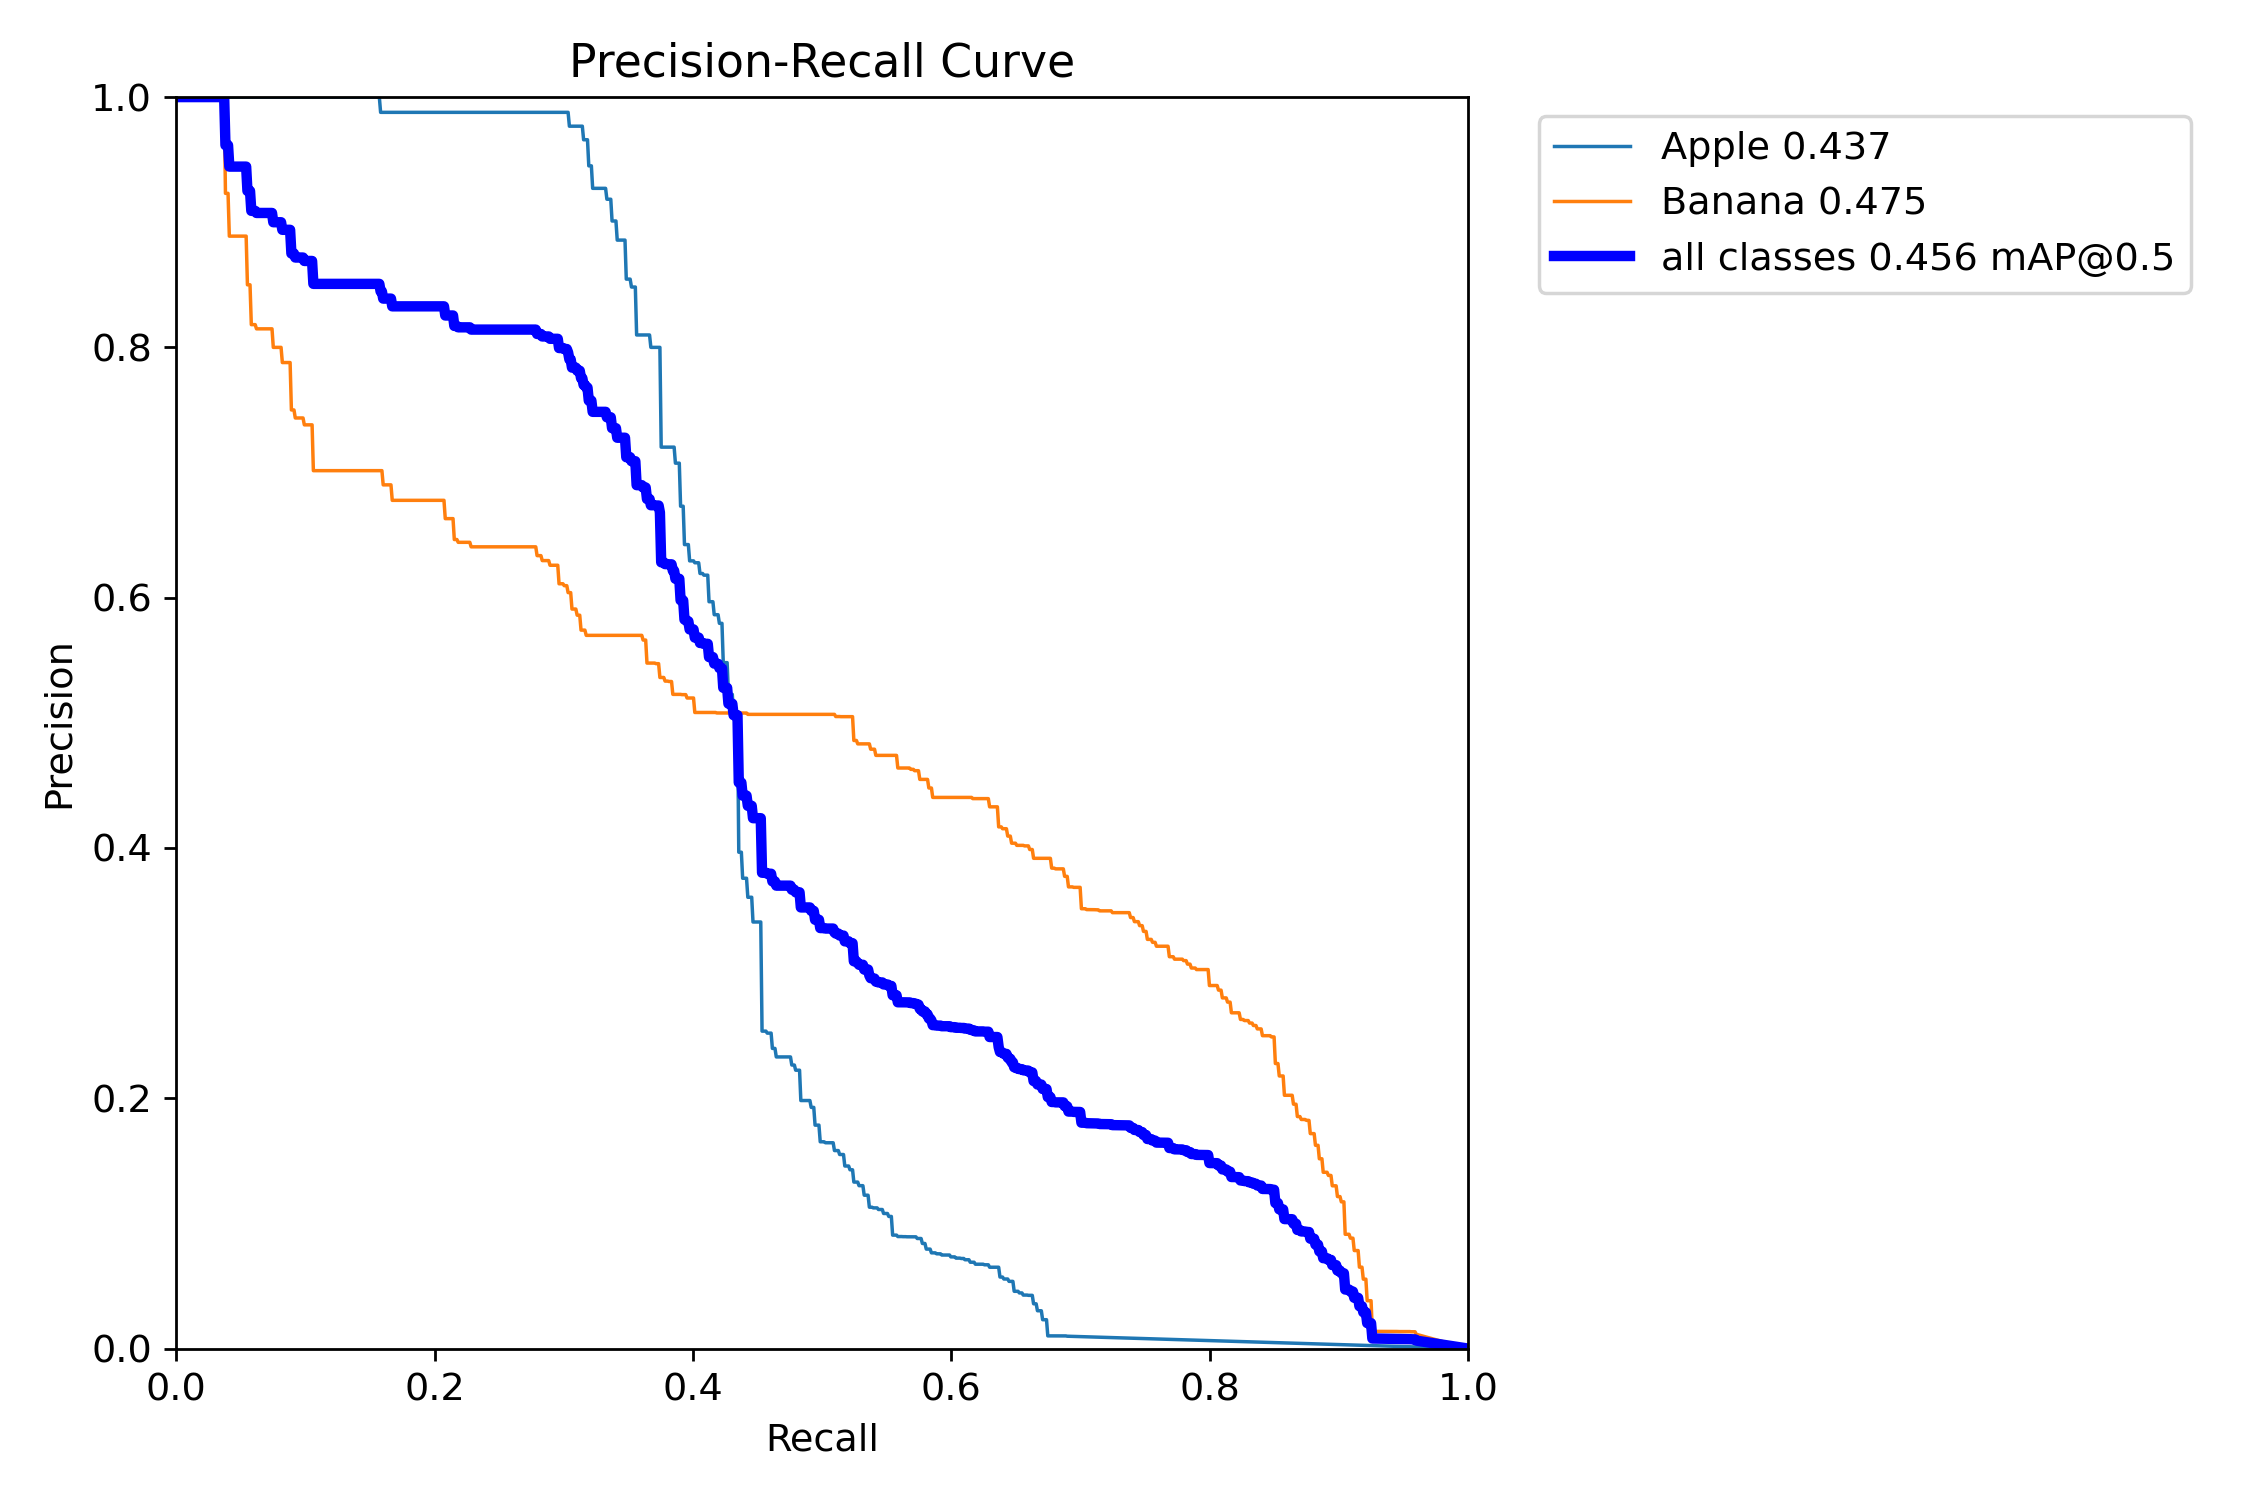 Precision-Recall Curve
1.0
0.8
0.6
0.4
0.2
0.0
Precision
0.0 0.2 0.4 0.6 0.8 1.0
Recall
Apple 0.437
Banana 0.475
all classes 0.456 mAP@0.5